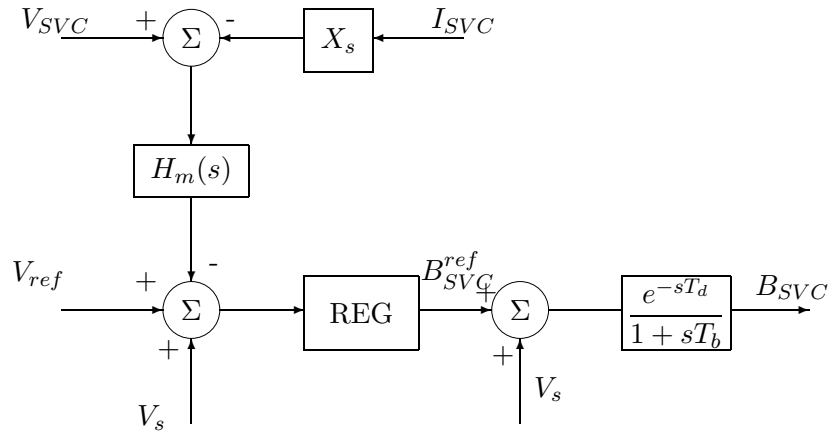 V_{SVC} + - I_{SVC}
Σ X_s
H_m(s)
V_{ref} + - B_{SVC}^{ref} B_{SVC}
Σ REG + Σ \frac{e^{-sT_d}}{1 + sT_b}
+ +
V_s V_s